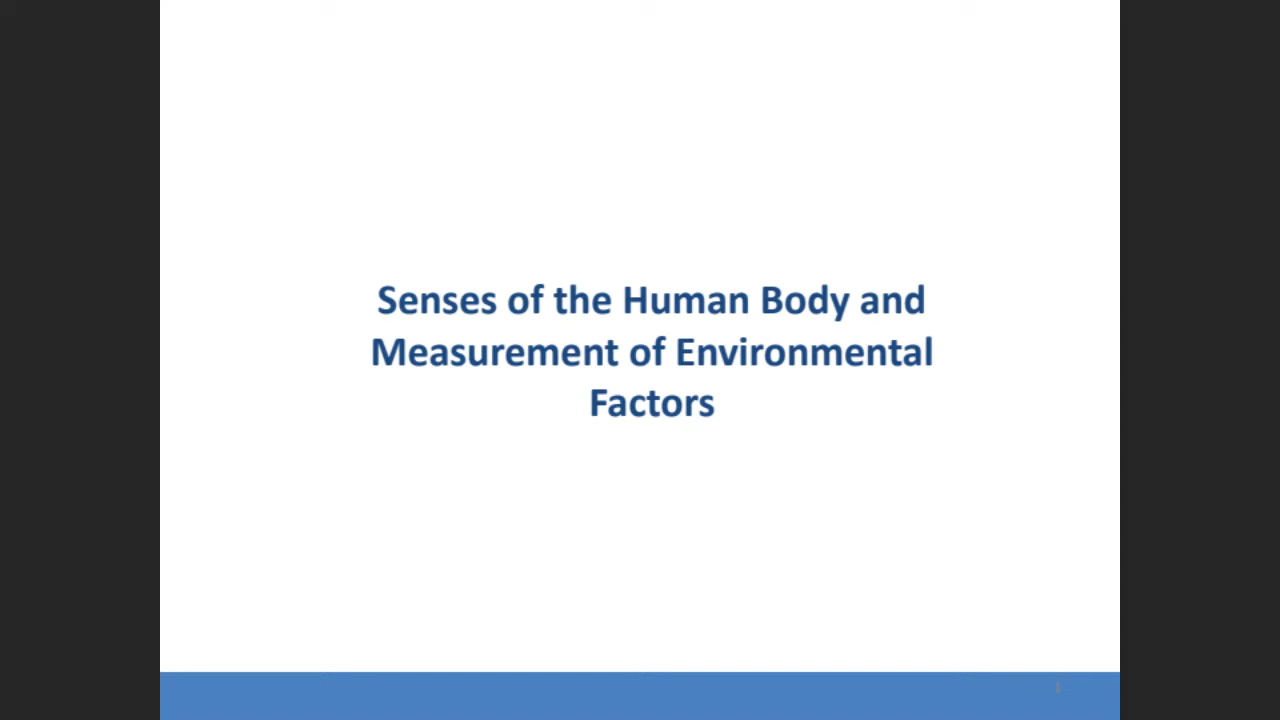 Senses of the Human Body and
Measurement of Environmental
Factors